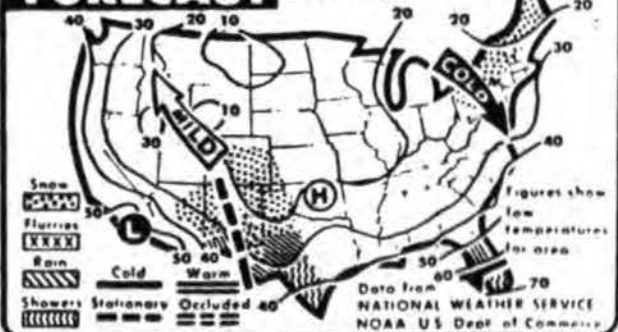 FORECAST
40 30 20 10 20 20 30
COLD
10
MILD
30
40
Snow
H
Figures show
50
low
Flurries
L
temperatures
XXXX
for area
Rain
50 40
50
Cold Warm
60
70
Data from
Showers Stationary Occluded
60
NATIONAL WEATHER SERVICE
NOAA US Dept of Commerce